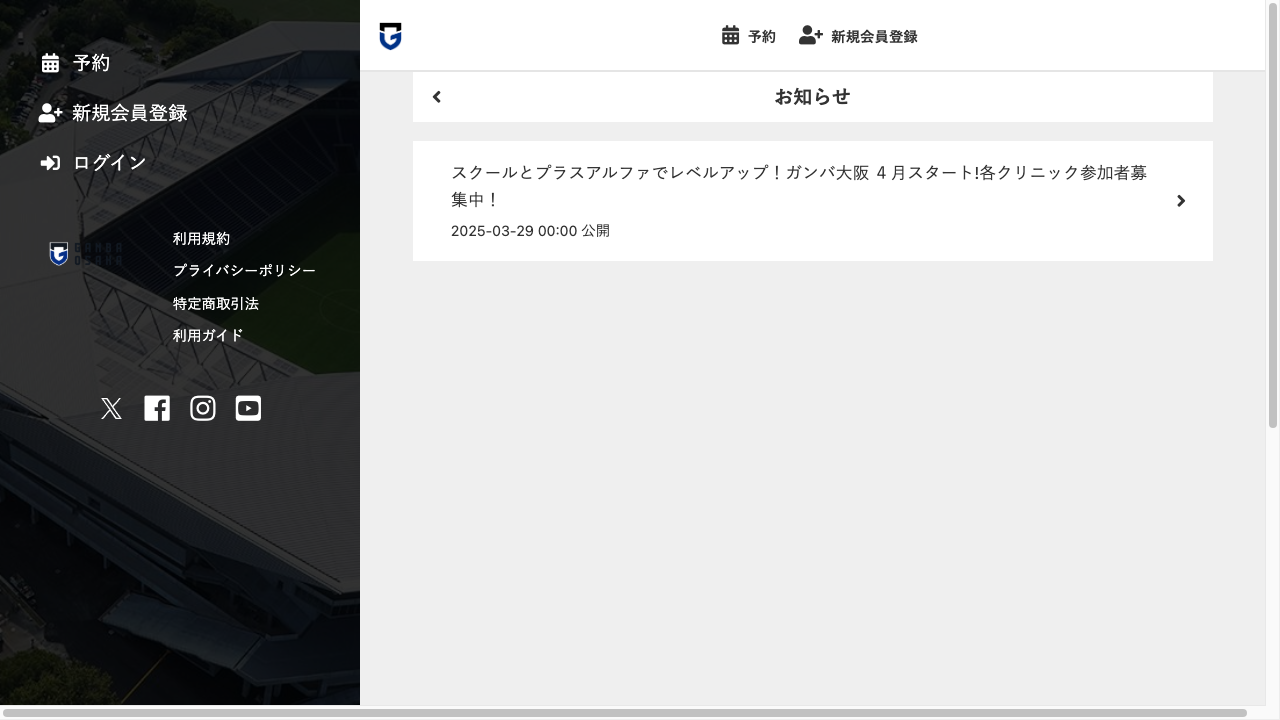 予約
新規会員登録
ログイン
GAMBA
OSAKA
利用規約
プライバシーポリシー
特定商取引法
利用ガイド
予約 新規会員登録
お知らせ
スクールとプラスアルファでレベルアップ！ガンバ大阪 ４月スタート!各クリニック参加者募
集中！
2025-03-29 00:00 公開